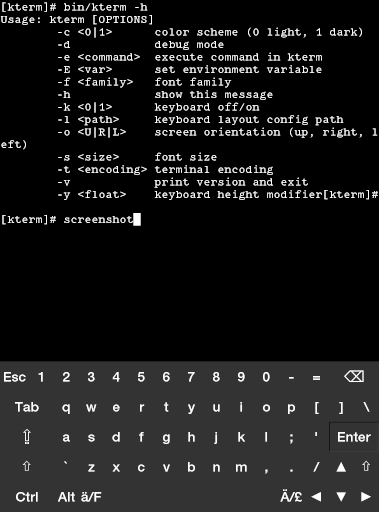 [kterm]# bin/kterm -h
Usage: kterm [OPTIONS]
-c <0|1> color scheme (0 light, 1 dark)
-d debug mode
-e <command> execute command in kterm
-E <var> set environment variable
-f <family> font family
-h show this message
-k <0|1> keyboard off/on
-l <path> keyboard layout config path
-o <U|R|L> screen orientation (up, right, l
eft)
-s <size> font size
-t <encoding> terminal encoding
-v print version and exit
-y <float> keyboard height modifier[kterm]#
[kterm]# screenshot
Esc 1 2 3 4 5 6 7 8 9 0 - = ⌫
Tab q w e r t y u i o p [ ] \
⇧ a s d f g h j k l ; ' Enter
⇧ ` z x c v b n m , . / ▲ ⇧
Ctrl Alt ä/F Ä/£ ◀ ▼ ▶